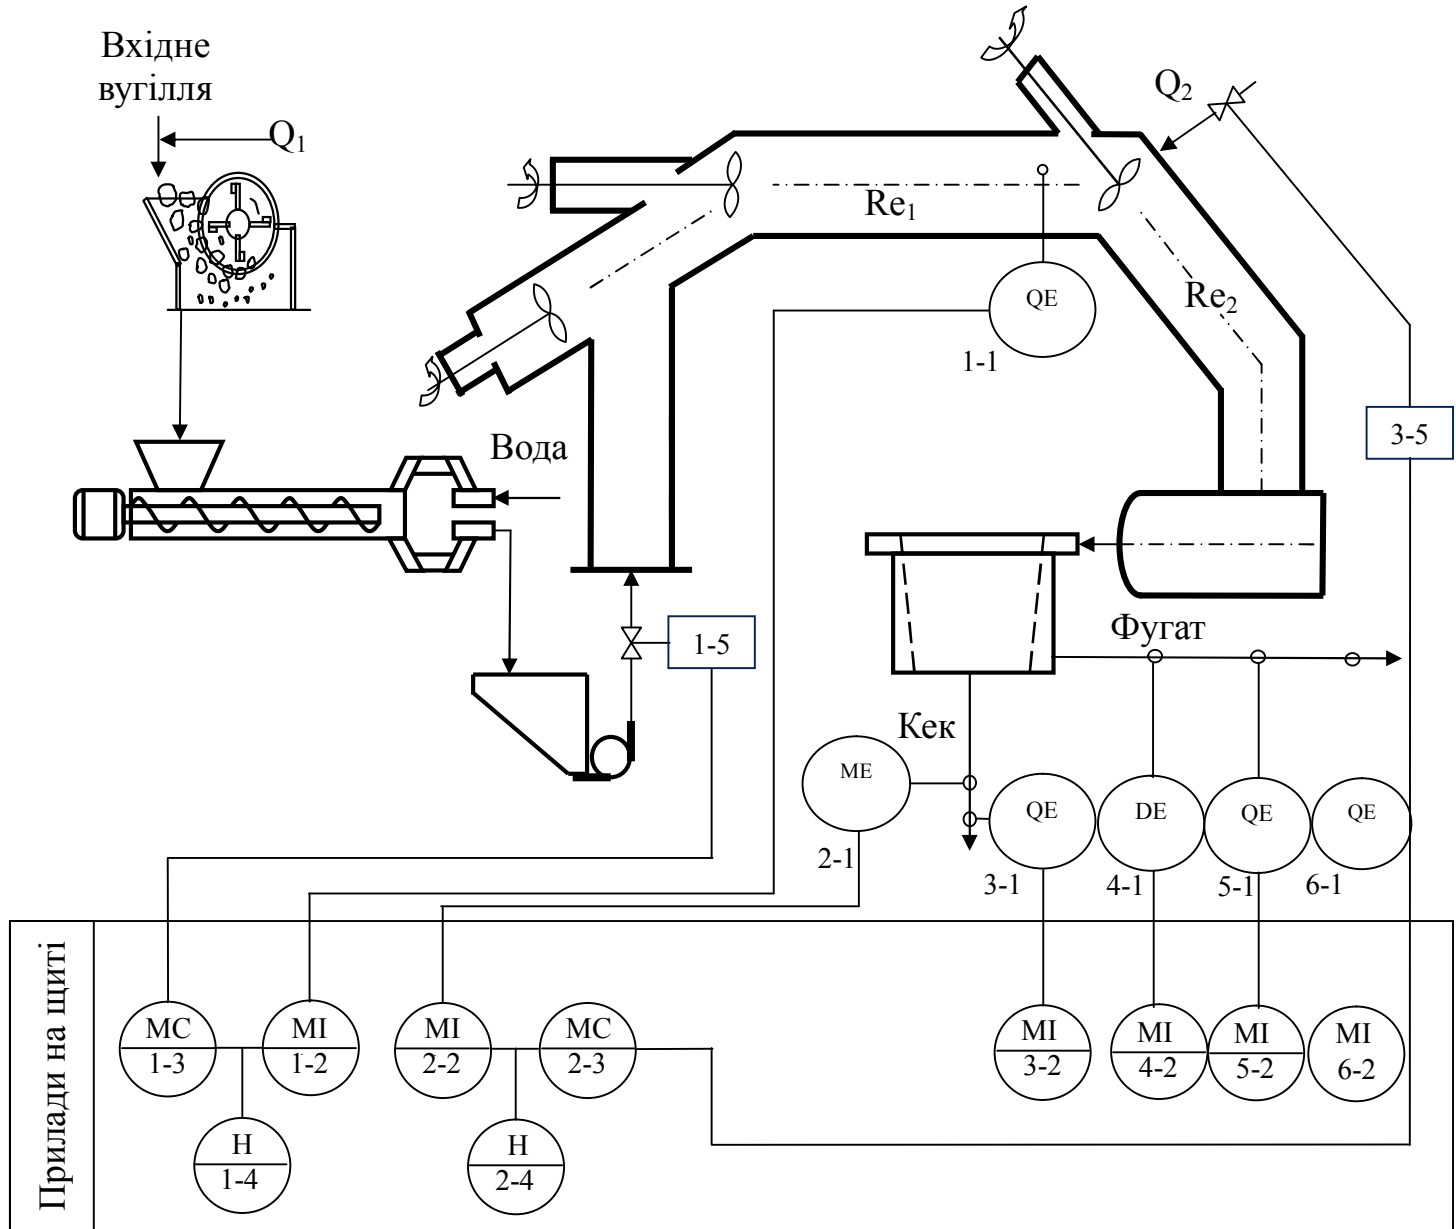 Вхідне
вугілля
Q₁
Q₂
Re₁
QE
1-1
Re₂
3-5
Вода
1-5
Фугат
Кек
ME
2-1
QE
3-1
DE
4-1
QE
5-1
QE
6-1
Прилади на щиті
MC
1-3
MI
1-2
MI
2-2
MC
2-3
MI
3-2
MI
4-2
MI
5-2
MI
6-2
H
1-4
H
2-4